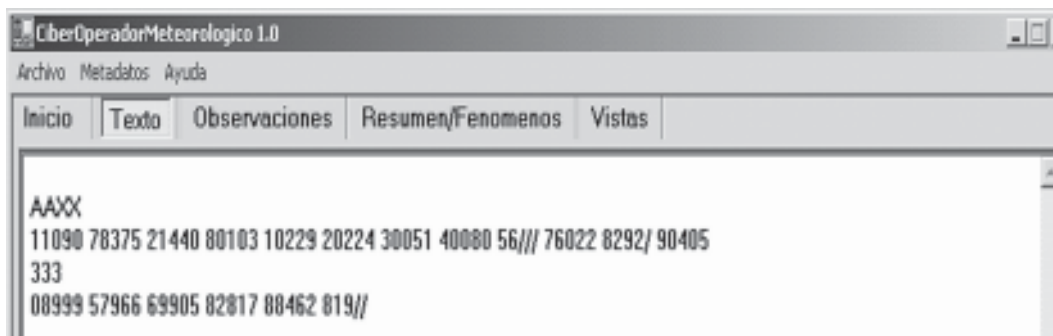 CiberOperadorMeteorologico 1.0
Archivo Metadatos Ayuda
Inicio Texto Observaciones Resumen/Fenomenos Vistas
AAXX
11090 78375 21440 80103 10229 20224 30051 40080 56/// 76022 8292/ 90405
333
08999 57966 69905 82817 88462 819//